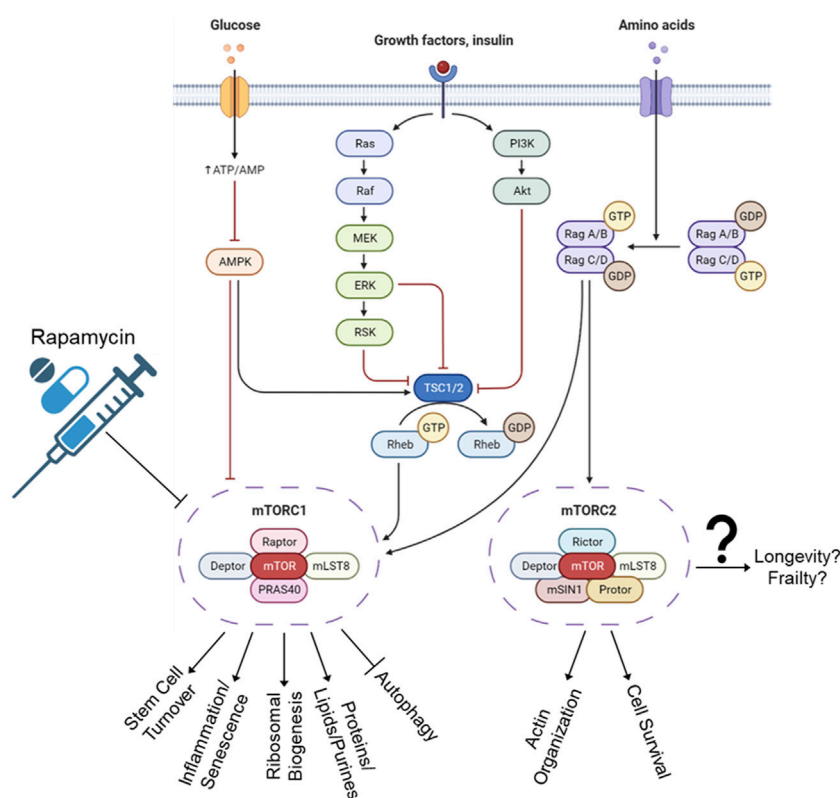 Glucose
Growth factors, insulin
Amino acids
Ras
PI3K
↑ATP/AMP
Raf
Akt
GTP
GDP
Rag A/B
Rag A/B
MEK
AMPK
Rag C/D
Rag C/D
GDP
GTP
ERK
RSK
Rapamycin
TSC1/2
GTP
GDP
Rheb
Rheb
mTORC1
mTORC2
Raptor
Rictor
Deptor
mTOR
mLST8
Deptor
mTOR
mLST8
PRAS40
mSIN1
Protor
?
Longevity?
Frailty?
Stem Cell
Turnover
Inflammation/
Senescence
Ribosomal
Biogenesis
Proteins/
Lipids/Purines
Autophagy
Actin
Organization
Cell Survival